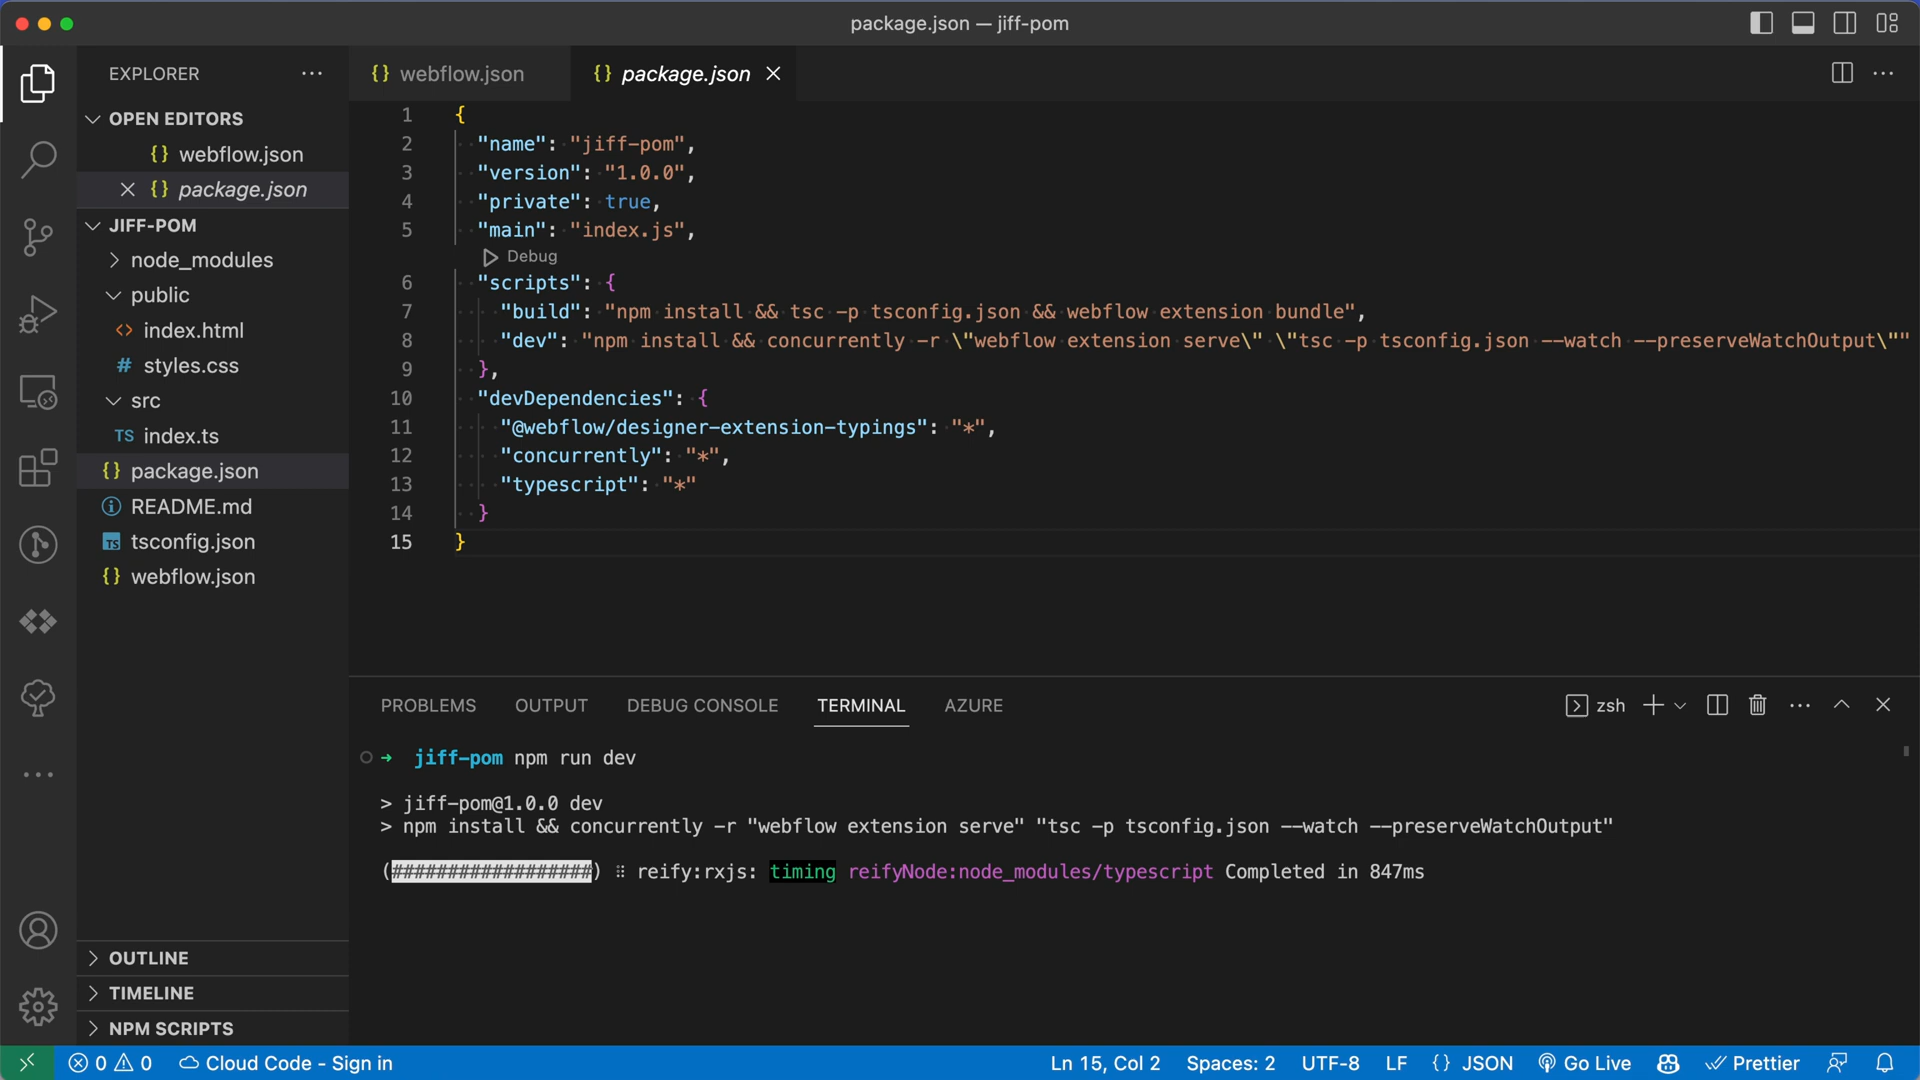 package.json — jiff-pom
EXPLORER
OPEN EDITORS
{} webflow.json
{} package.json
JIFF-POM
node_modules
public
<> index.html
# styles.css
src
TS index.ts
{} package.json
README.md
TS tsconfig.json
{} webflow.json
OUTLINE
TIMELINE
NPM SCRIPTS
{} webflow.json
{} package.json
1 {
2 "name": "jiff-pom",
3 "version": "1.0.0",
4 "private": true,
5 "main": "index.js",
Debug
6 "scripts": {
7 "build": "npm install && tsc -p tsconfig.json && webflow extension bundle",
8 "dev": "npm install && concurrently -r \"webflow extension serve\" \"tsc -p tsconfig.json --watch --preserveWatchOutput\""
9 },
10 "devDependencies": {
11 "@webflow/designer-extension-typings": "*",
12 "concurrently": "*",
13 "typescript": "*"
14 }
15 }
PROBLEMS OUTPUT DEBUG CONSOLE TERMINAL AZURE
zsh
➜ jiff-pom npm run dev
> jiff-pom@1.0.0 dev
> npm install && concurrently -r "webflow extension serve" "tsc -p tsconfig.json --watch --preserveWatchOutput"
(##################) ⠿ reify:rxjs: timing reifyNode:node_modules/typescript Completed in 847ms
0 0 Cloud Code - Sign in
Ln 15, Col 2 Spaces: 2 UTF-8 LF {} JSON Go Live Prettier